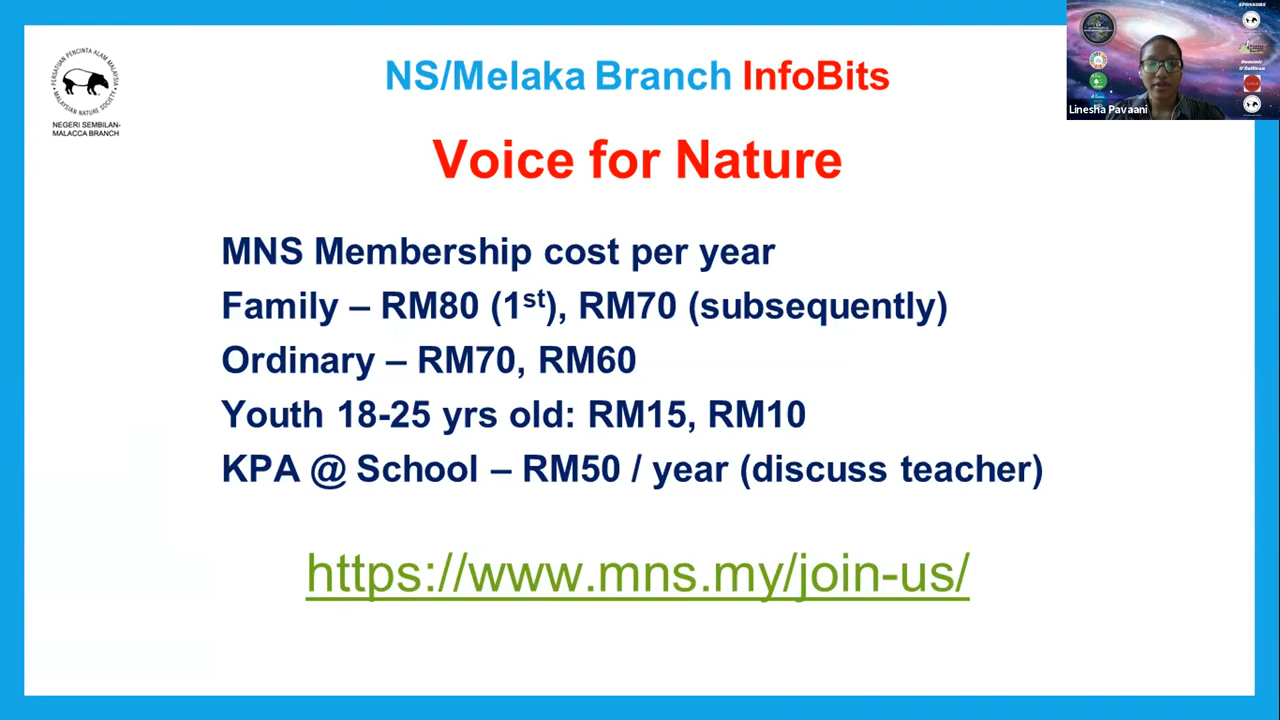 PERSATUAN PENCINTA ALAM MALAYSIA
MALAYSIAN NATURE SOCIETY
NEGERI SEMBILAN-
MALACCA BRANCH
NS/Melaka Branch InfoBits
Voice for Nature
MNS Membership cost per year
Family – RM80 (1st), RM70 (subsequently)
Ordinary – RM70, RM60
Youth 18-25 yrs old: RM15, RM10
KPA @ School – RM50 / year (discuss teacher)
https://www.mns.my/join-us/
SPONSORS
Dominic
O'Sullivan
Linesha Pavaani